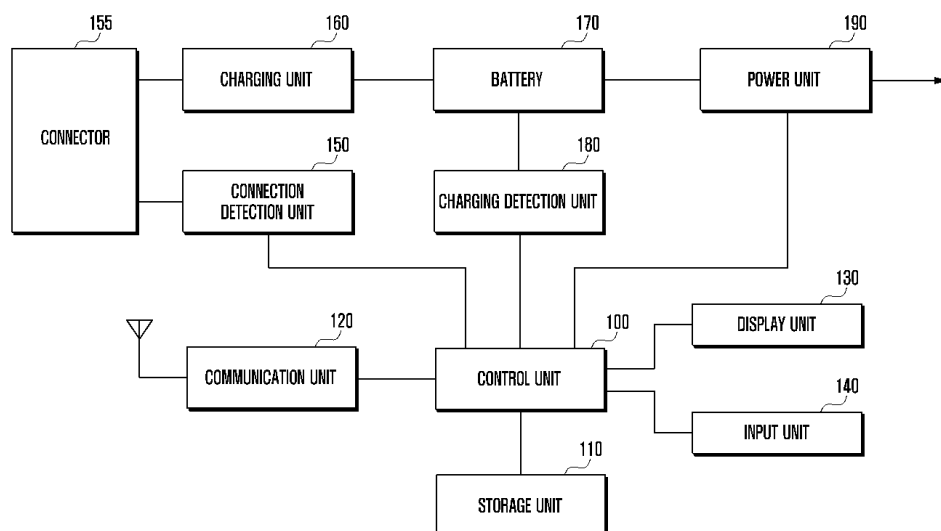 155
160
170
190
CONNECTOR
CHARGING UNIT
BATTERY
POWER UNIT
150
180
CONNECTION
DETECTION UNIT
CHARGING DETECTION UNIT
130
DISPLAY UNIT
120
100
COMMUNICATION UNIT
CONTROL UNIT
140
INPUT UNIT
110
STORAGE UNIT